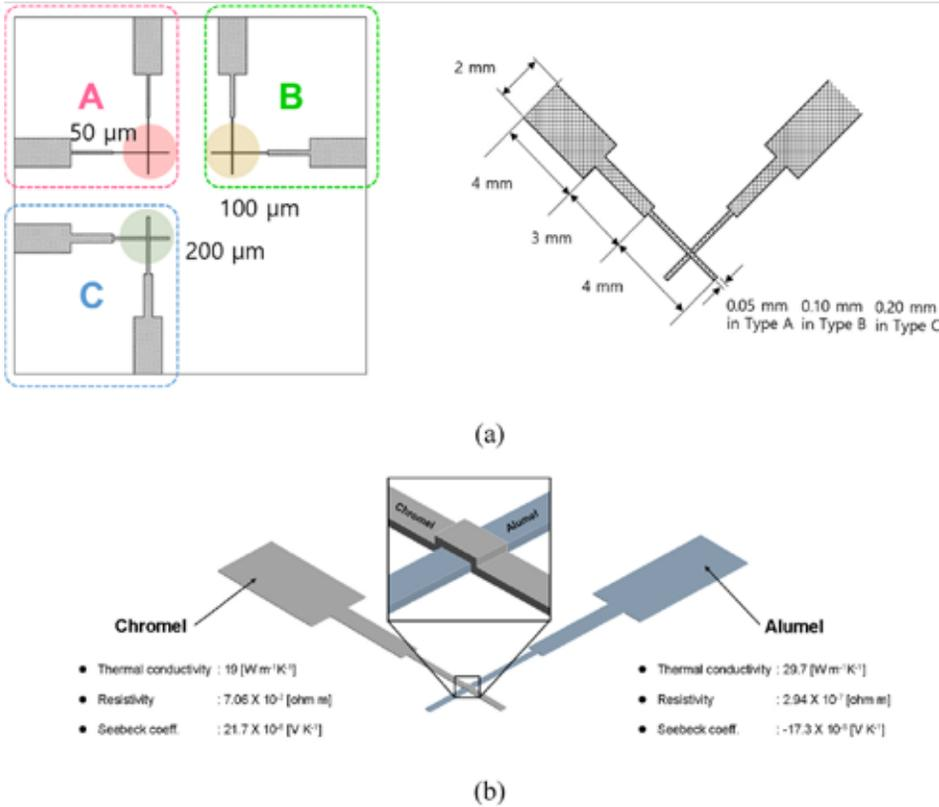 A
B
50 μm
100 μm
200 μm
C
2 mm
4 mm
3 mm
4 mm
0.05 mm 0.10 mm 0.20 mm
in Type A in Type B in Type C
(a)
Chromel
Alumel
Chromel
Thermal conductivity : 19 [W m⁻¹K⁻¹]
Resistivity : 7.06 X 10⁻⁷ [ohm m]
Seebeck coeff. : 21.7 X 10⁻⁶ [V K⁻¹]
Alumel
Thermal conductivity : 29.7 [W m⁻¹K⁻¹]
Resistivity : 2.94 X 10⁻⁷ [ohm m]
Seebeck coeff. : -17.3 X 10⁻⁶ [V K⁻¹]
(b)